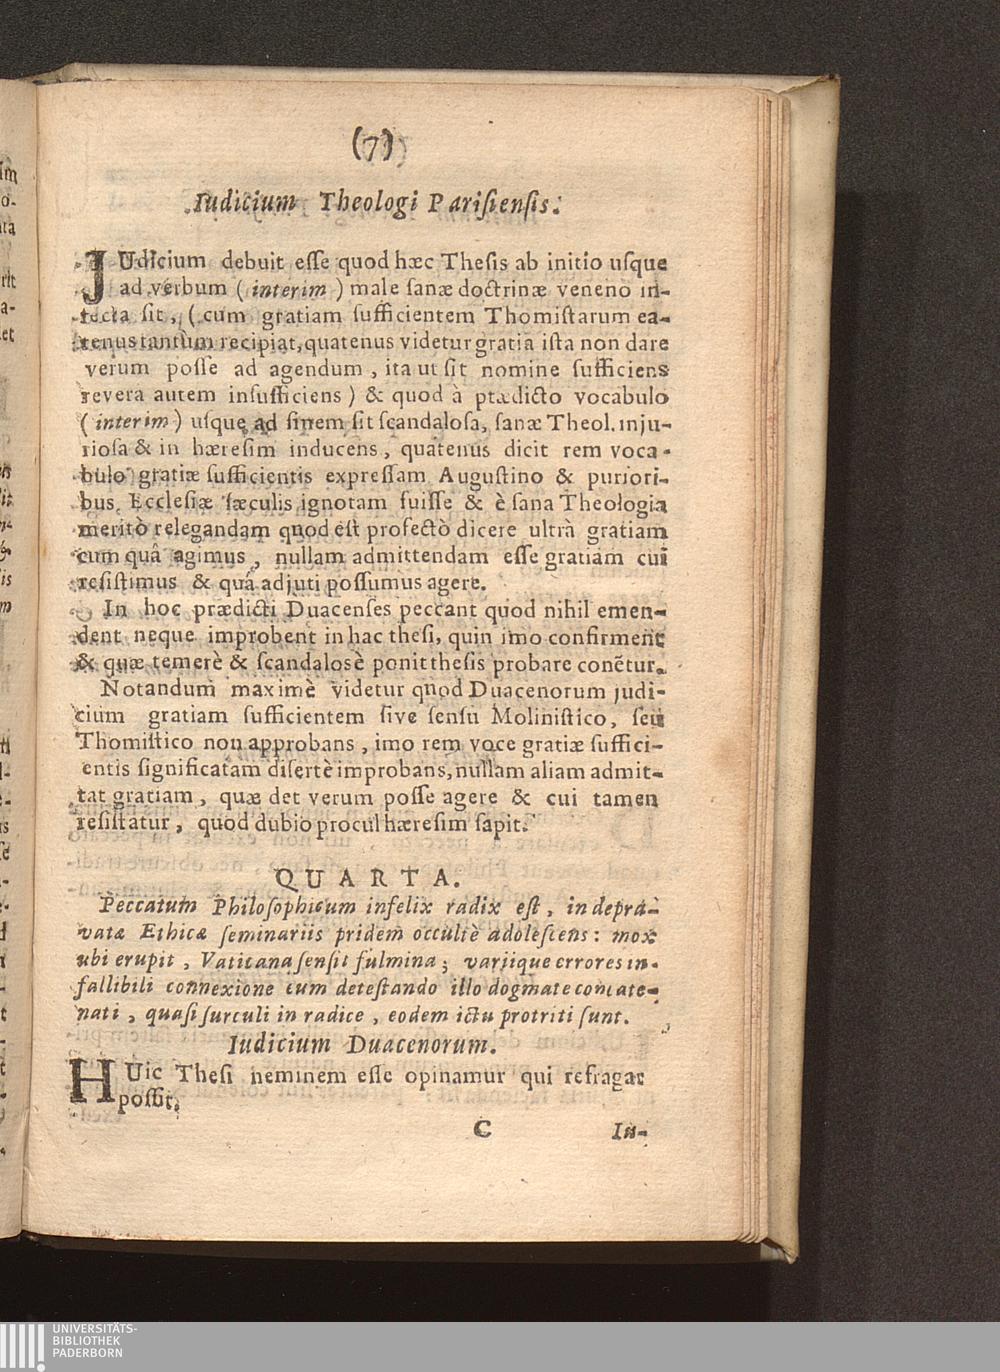 (7)
Iudicium Theologi Parisiensis.
JUdicium debuit esse quod hæc Thesis ab initio usque
ad verbum ( interim ) male sanæ doctrinæ veneno in-
fecta sit, ( cum gratiam sufficientem Thomistarum ea-
tenus tantùm recipiat, quatenus videtur gratia ista non dare
verum posse ad agendum, ita ut sit nomine sufficiens
revera autem insufficiens ) & quod à prædicto vocabulo
( interim ) usque ad finem sit scandalosa, sanæ Theol. inju-
riosa & in hæresim inducens, quatenus dicit rem voca-
bulo gratiæ sufficientis expressam Augustino & puriori-
bus Ecclesiæ sæculis ignotam fuisse & è sana Theologia
meritò relegandam quod est profectò dicere ultrà gratiam
cum quâ agimus, nullam admittendam esse gratiam cui
resistimus & quâ adjuti possumus agere.
In hoc prædicti Duacenses peccant quod nihil emen-
dent neque improbent in hac thesi, quin imo confirment
& quæ temerè & scandalosè ponit thesis probare conẽtur.
Notandum maximè videtur quod Duacenorum judi-
cium gratiam sufficientem sive sensu Molinistico, seu
Thomistico non approbans, imo rem voce gratiæ suffici-
entis significatam disertè improbans, nullam aliam admit-
tat gratiam, quæ det verum posse agere & cui tamen
resistatur, quod dubio procul hæresim sapit.
QUARTA.
Peccatum Philosophicum infelix radix est, in depra-
vatæ Ethicæ seminariis pridem occultè adolescens: mox
ubi erupit, Vaticana sensit fulmina; variique errores in-
fallibili connexione cum detestando illo dogmate concate-
nati, quasi surculi in radice, eodem ictu protriti sunt.
Iudicium Duacenorum.
HUic Thesi neminem esse opinamur qui refragar
possit.
C Iu-
UNIVERSITÄTS-
BIBLIOTHEK
PADERBORN